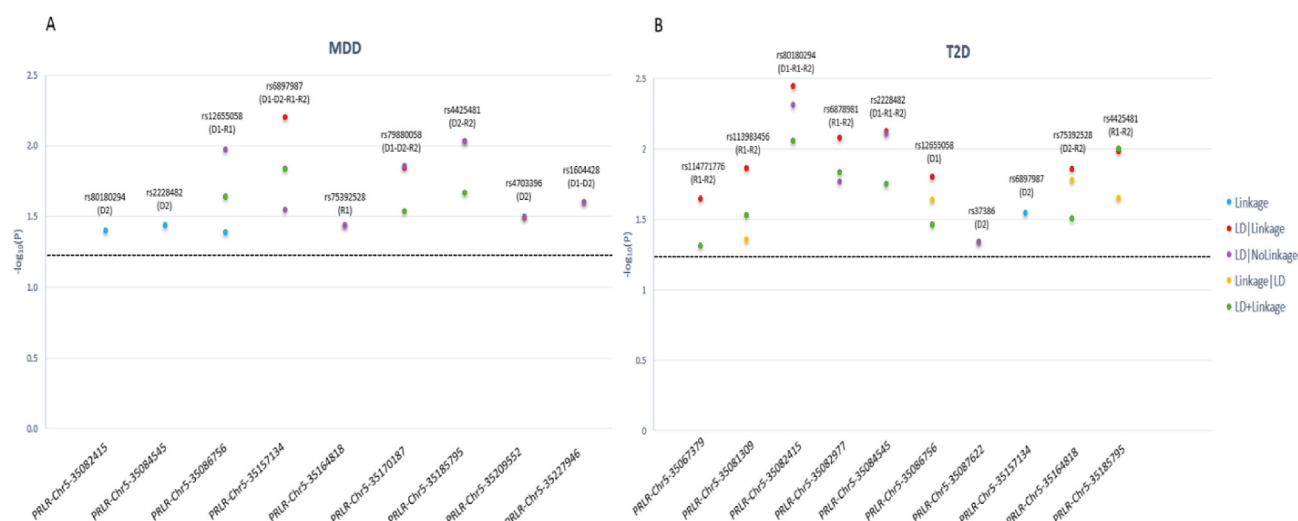 A
MDD
-log₁₀(P)
2.5
2.0
1.5
1.0
0.5
0.0
rs80180294
(D2)
rs2228482
(D2)
rs12655058
(D1-R1)
rs6897987
(D1-D2-R1-R2)
rs75392528
(R1)
rs79880058
(D1-D2-R2)
rs4425481
(D2-R2)
rs4703396
(D2)
rs1604428
(D1-D2)
PRLR-Chr5-35082415
PRLR-Chr5-35084545
PRLR-Chr5-35086756
PRLR-Chr5-35157134
PRLR-Chr5-35164818
PRLR-Chr5-35170187
PRLR-Chr5-35185795
PRLR-Chr5-35209552
PRLR-Chr5-35227946
B
T2D
-log₁₀(P)
2.5
2
1.5
1
0.5
0
rs114771776
(R1-R2)
rs113983456
(R1-R2)
rs80180294
(D1-R1-R2)
rs6878981
(R1-R2)
rs2228482
(D1-R1-R2)
rs12655058
(D1)
rs37386
(D2)
rs6897987
(D2)
rs75392528
(D2-R2)
rs4425481
(R1-R2)
PRLR-Chr5-35067379
PRLR-Chr5-35081309
PRLR-Chr5-35082415
PRLR-Chr5-35082977
PRLR-Chr5-35084545
PRLR-Chr5-35086756
PRLR-Chr5-35087622
PRLR-Chr5-35157134
PRLR-Chr5-35164818
PRLR-Chr5-35185795
Linkage
LD|Linkage
LD|NoLinkage
Linkage|LD
LD+Linkage